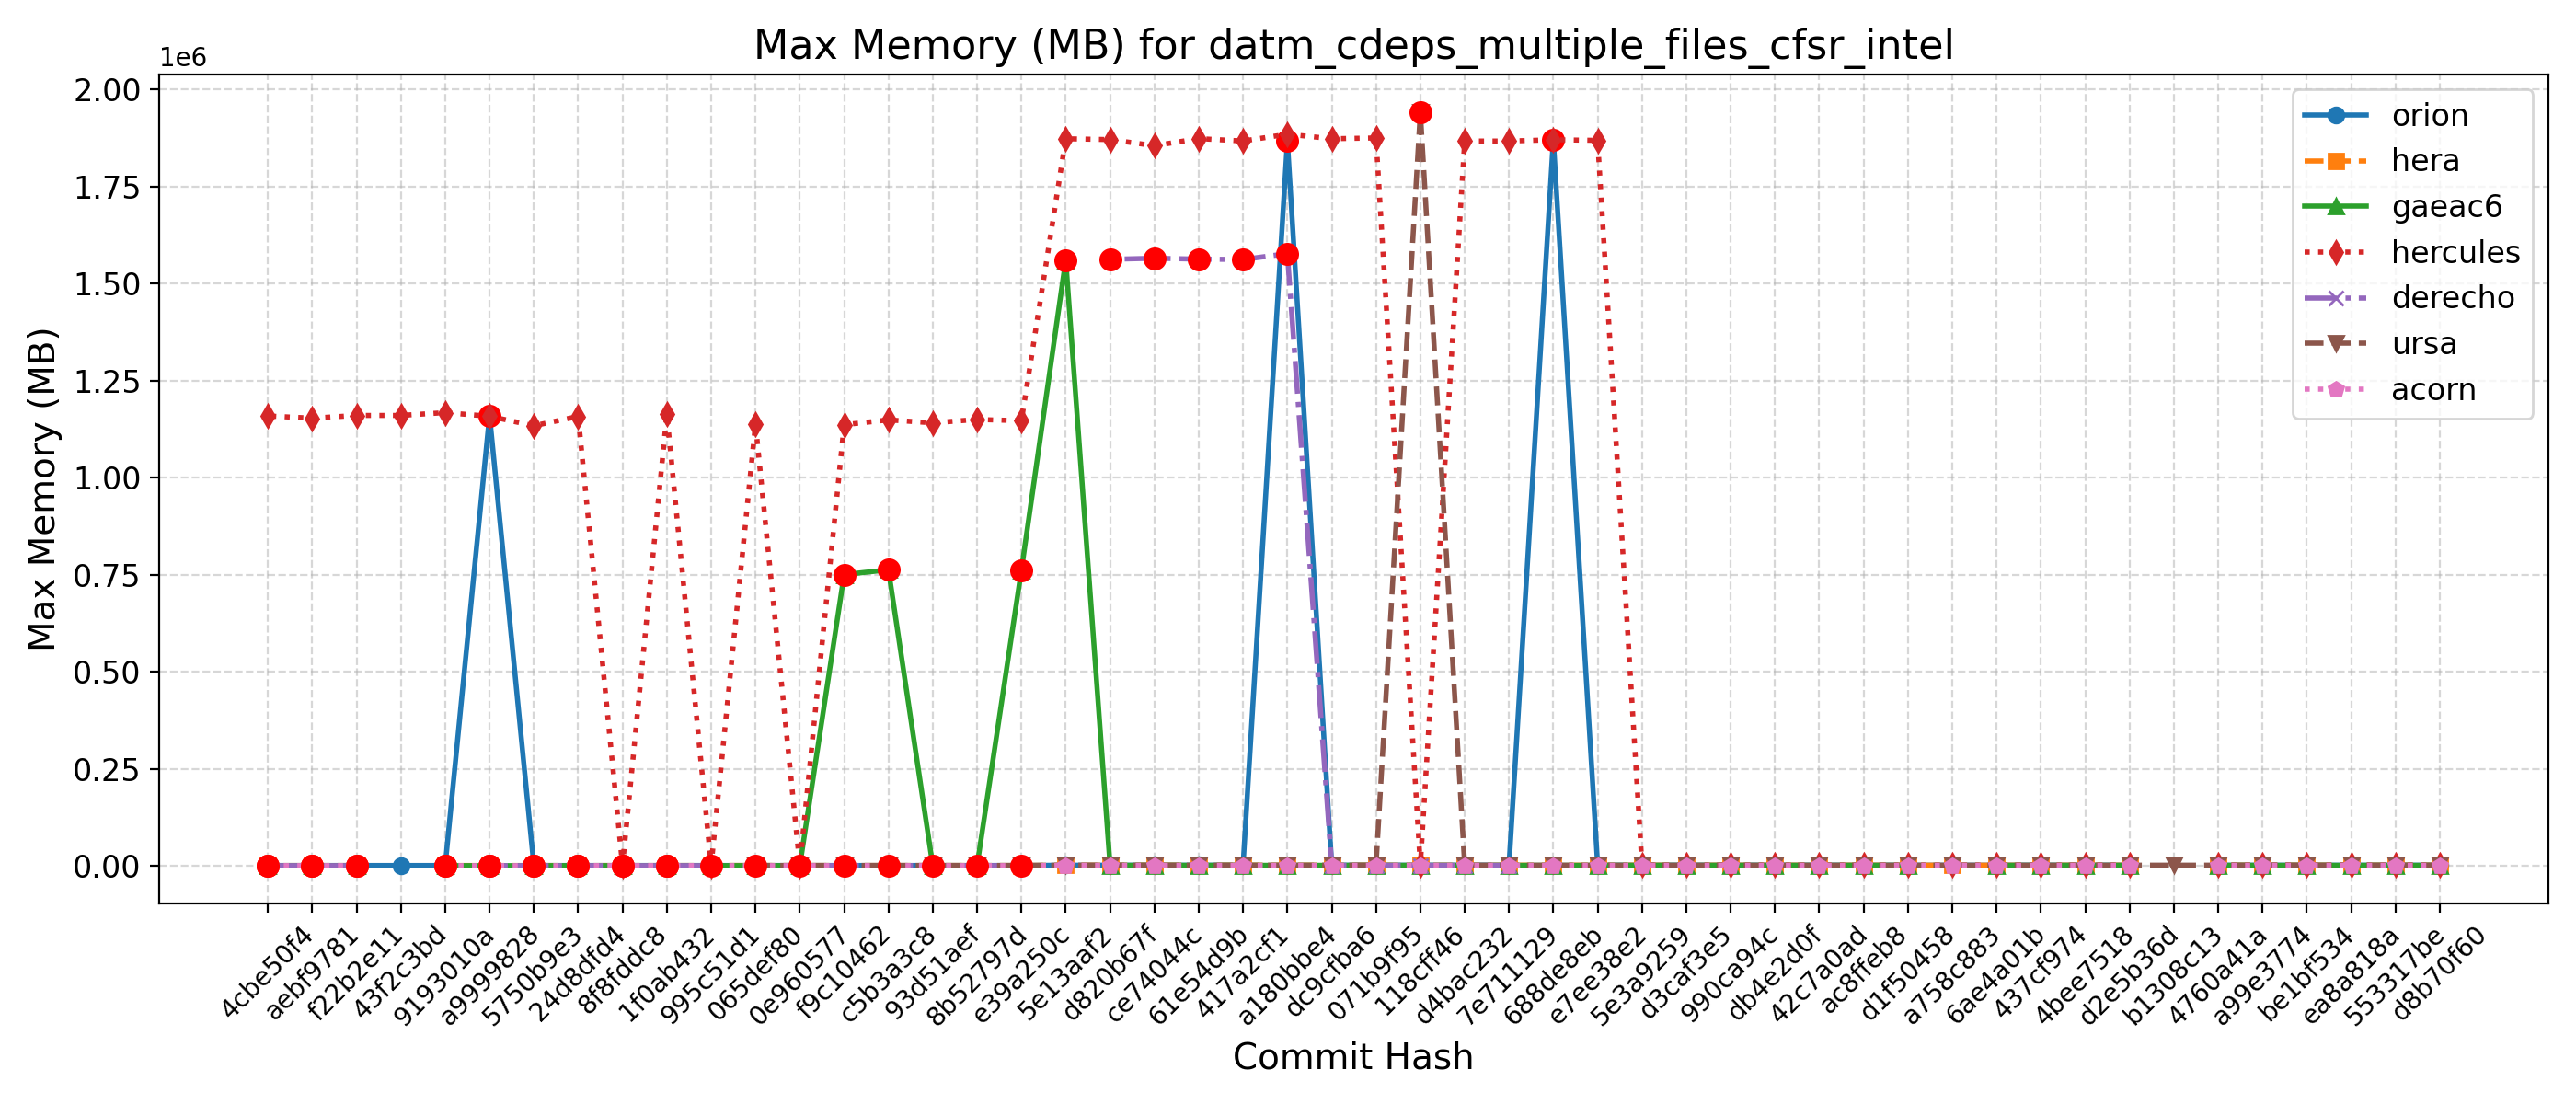 Max Memory (MB) for datm_cdeps_multiple_files_cfsr_intel
1e6
2.00
1.75
1.50
1.25
1.00
0.75
0.50
0.25
0.00
Max Memory (MB)
orion
hera
gaeac6
hercules
derecho
ursa
acorn
4cbe50f4
aebf9781
f22b2e11
43f2c3bd
9193010a
a9999828
5750b9e3
24d8dfd4
8f8fddc8
1f0ab432
995c51d1
065def80
0e960577
f9c10462
c5b3a3c8
93d51aef
8b52797d
e39a250c
5e13aaf2
d820b67f
ce74044c
61e54d9b
417a2cf1
a180bbe4
dc9cfba6
071b9f95
118cff46
d4bac232
7e711129
688de8eb
e7ee38e2
5e3a9259
d3caf3e5
990ca94c
db4e2d0f
42c7a0ad
ac8ffeb8
d1f50458
a758c883
6ae4a01b
437cf974
4bee7518
d2e5b36d
b1308c13
4760a41a
a99e3774
be1bf534
ea8a818a
553317be
d8b70f60
Commit Hash